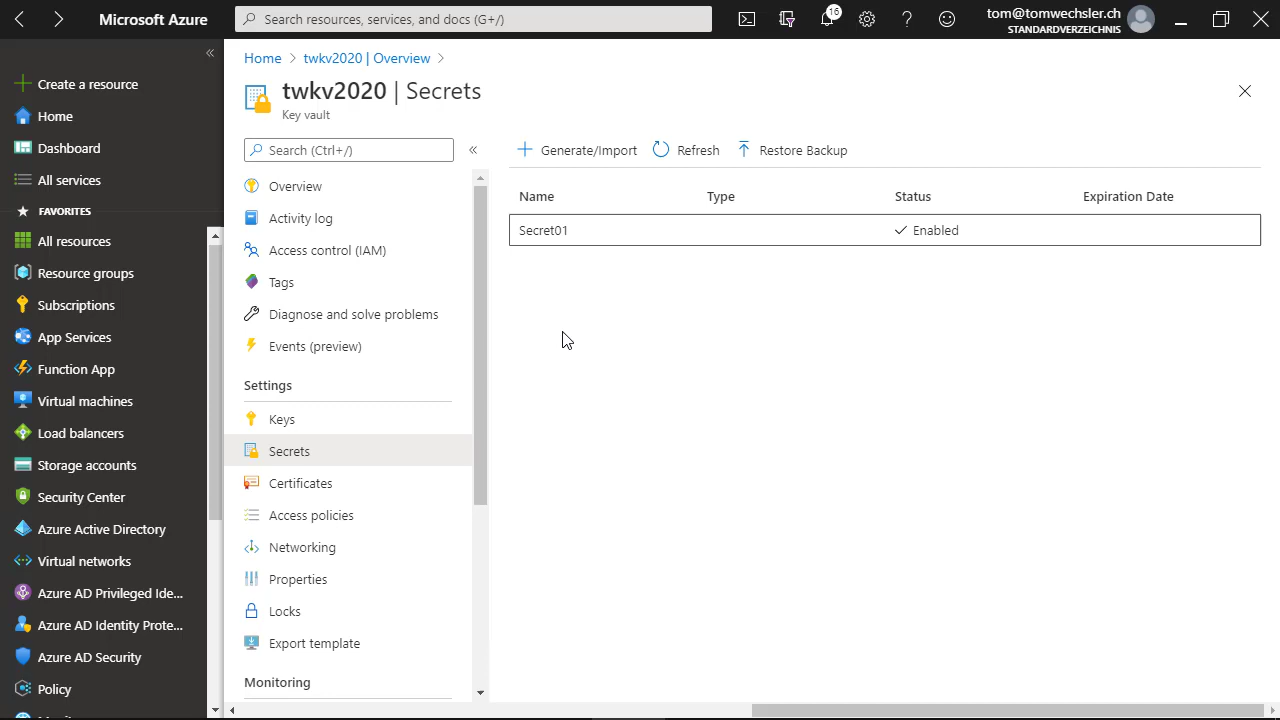 Microsoft Azure
Search resources, services, and docs (G+/)
16
tom@tomwechsler.ch
STANDARDVERZEICHNIS
Create a resource
Home
Dashboard
All services
FAVORITES
All resources
Resource groups
Subscriptions
App Services
Function App
Virtual machines
Load balancers
Storage accounts
Security Center
Azure Active Directory
Virtual networks
Azure AD Privileged Ide...
Azure AD Identity Prote...
Azure AD Security
Policy
Home > twkv2020 | Overview >
twkv2020 | Secrets
Key vault
Search (Ctrl+/)
Overview
Activity log
Access control (IAM)
Tags
Diagnose and solve problems
Events (preview)
Settings
Keys
Secrets
Certificates
Access policies
Networking
Properties
Locks
Export template
Monitoring
Generate/Import Refresh Restore Backup
Name Type Status Expiration Date
Secret01 Enabled